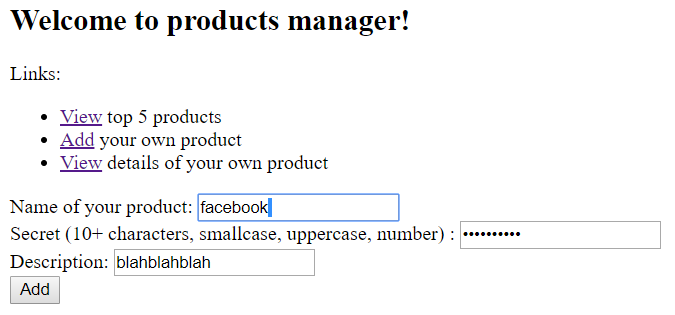 Welcome to products manager!
Links:
• View top 5 products
• Add your own product
• View details of your own product
Name of your product: facebook
Secret (10+ characters, smallcase, uppercase, number) : ••••••••••
Description: blahblahblah
Add